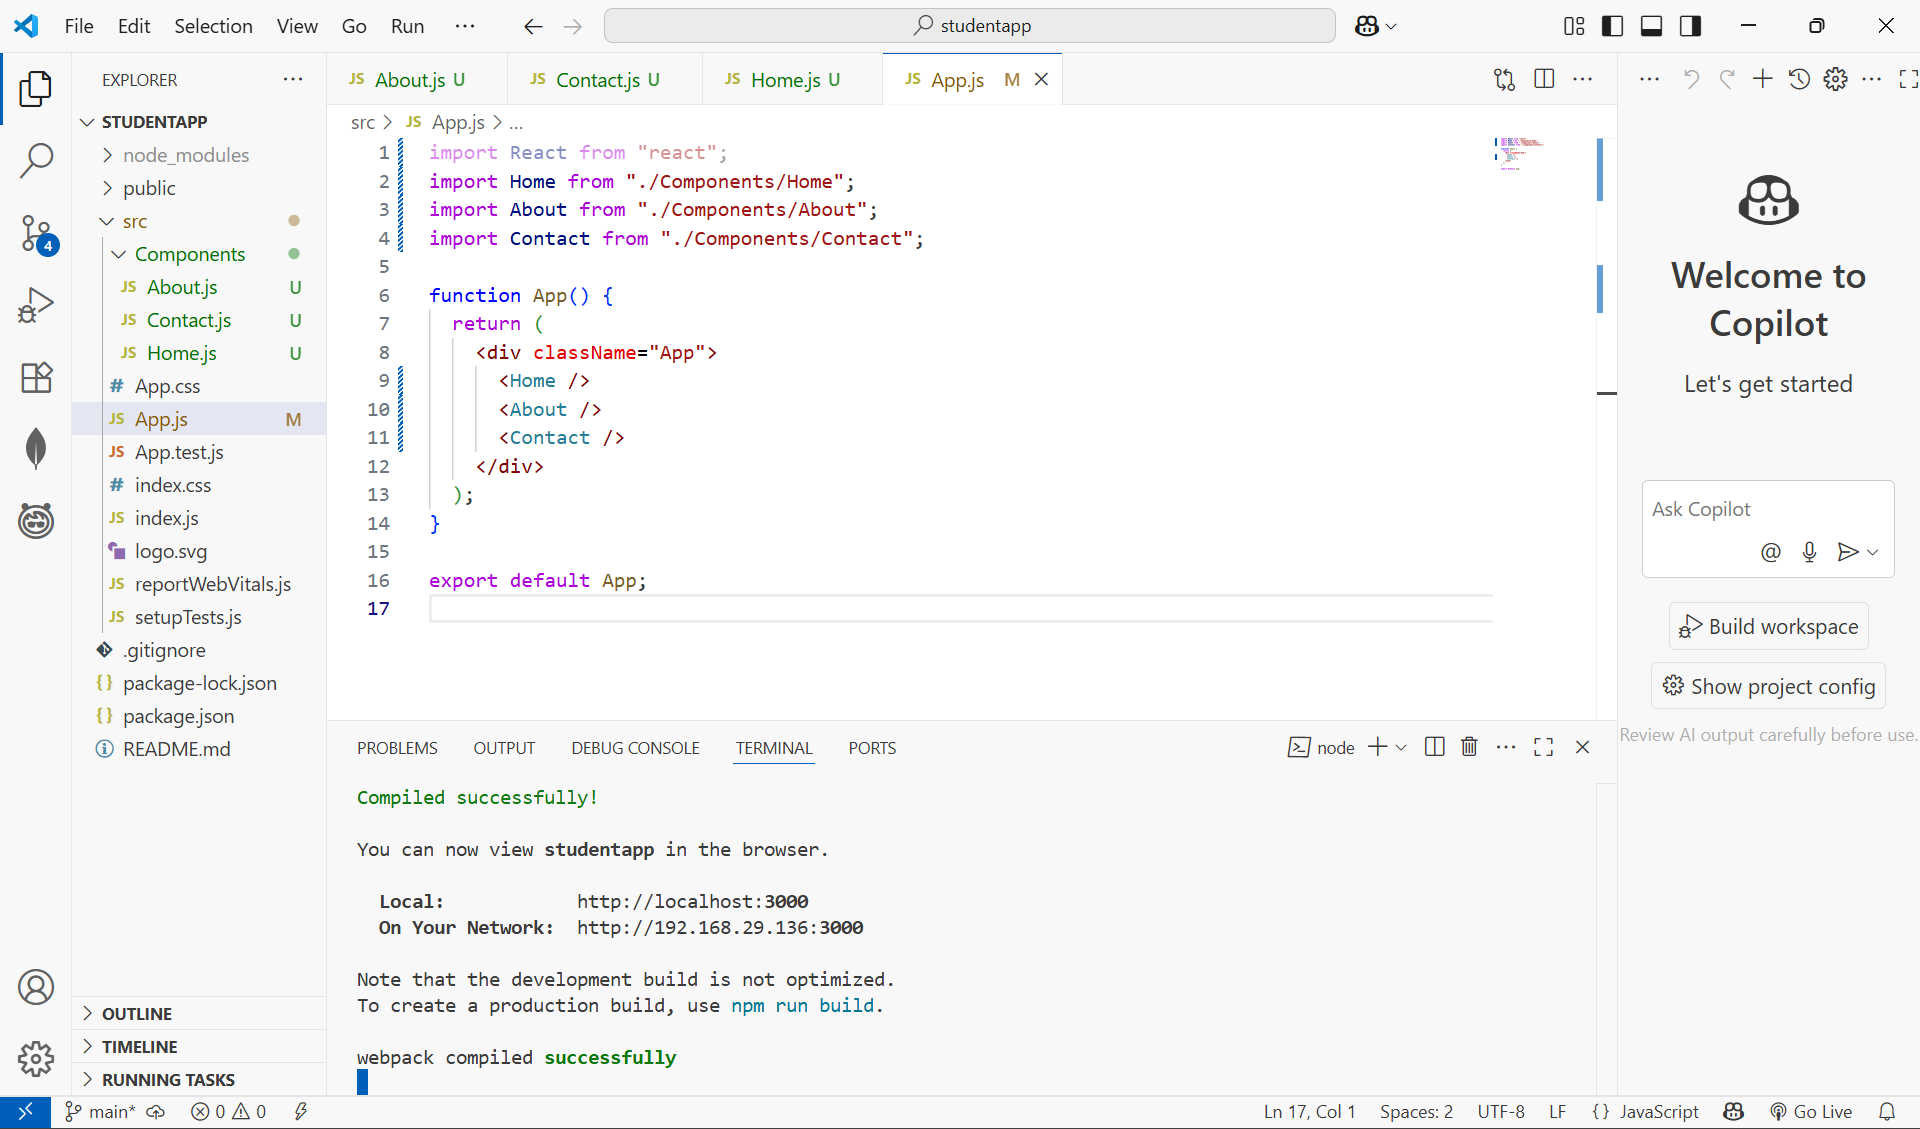 File Edit Selection View Go Run ··· studentapp
EXPLORER ···
STUDENTAPP
node_modules
public
src
Components
JS About.js U
JS Contact.js U
JS Home.js U
# App.css
JS App.js M
JS App.test.js
# index.css
JS index.js
logo.svg
JS reportWebVitals.js
JS setupTests.js
.gitignore
{} package-lock.json
{} package.json
README.md
OUTLINE
TIMELINE
RUNNING TASKS
4
JS About.js U JS Contact.js U JS Home.js U JS App.js M
src > JS App.js > ...
1 import React from "react";
2 import Home from "./Components/Home";
3 import About from "./Components/About";
4 import Contact from "./Components/Contact";
5
6 function App() {
7 return (
8 <div className="App">
9 <Home />
10 <About />
11 <Contact />
12 </div>
13 );
14 }
15
16 export default App;
17
PROBLEMS OUTPUT DEBUG CONSOLE TERMINAL PORTS node
Compiled successfully!
You can now view studentapp in the browser.
Local: http://localhost:3000
On Your Network: http://192.168.29.136:3000
Note that the development build is not optimized.
To create a production build, use npm run build.
webpack compiled successfully
Welcome to
Copilot
Let's get started
Ask Copilot
@
Build workspace
Show project config
Review AI output carefully before use.
main* 0 0 Ln 17, Col 1 Spaces: 2 UTF-8 LF {} JavaScript Go Live